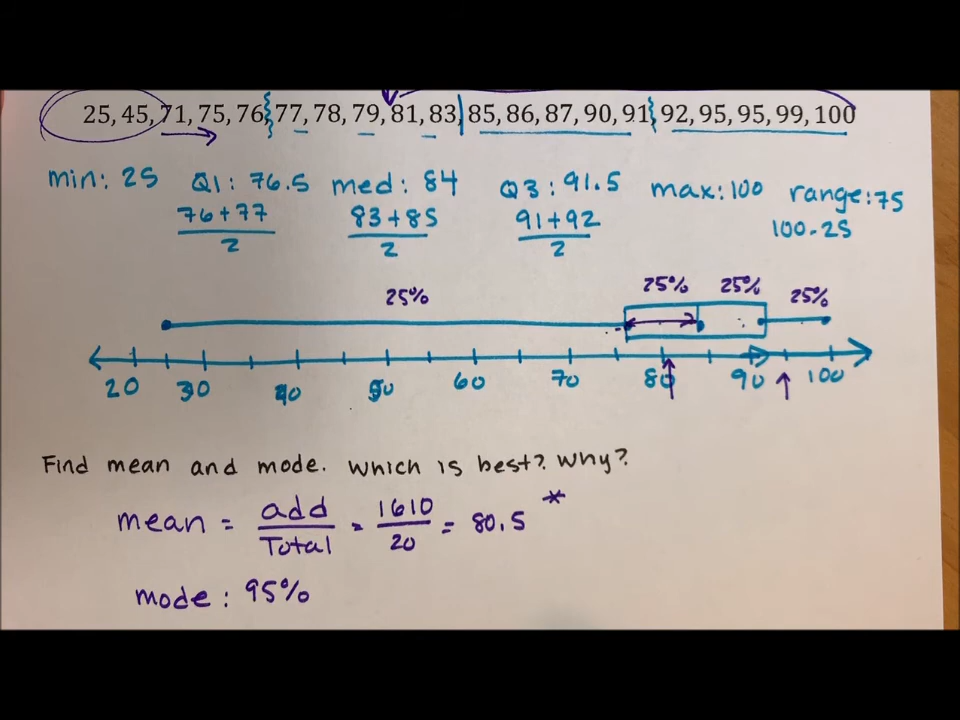 25, 45, 71, 75, 76, 77, 78, 79, 81, 83, 85, 86, 87, 90, 91, 92, 95, 95, 99, 100
min: 25 Q1: 76.5 med: 84 Q3: 91.5 max: 100 range: 75
76+77 83+85 91+92 100-25
2 2 2
25% 25% 25% 25%
20 30 40 50 60 70 80 90 100
Find mean and mode. Which is best? Why?
mean = add / Total = 1610 / 20 = 80.5 *
mode: 95%